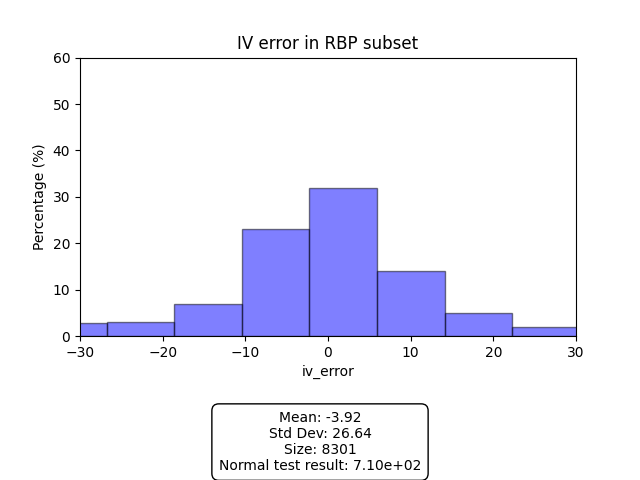 IV error in RBP subset
60
50
40
30
20
10
0
Percentage (%)
−30
−20
−10
0
10
20
30
iv_error
Mean: -3.92
Std Dev: 26.64
Size: 8301
Normal test result: 7.10e+02